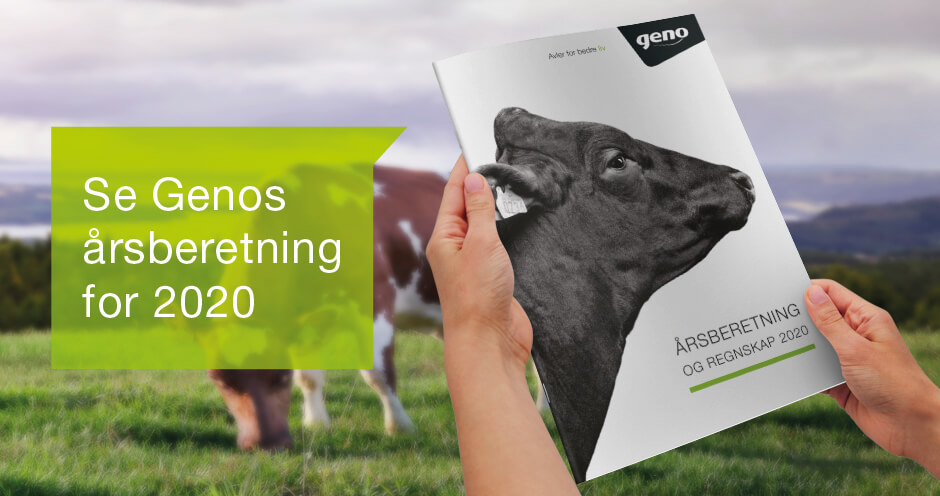 Se Genos
årsberetning
for 2020
Avler for bedre liv
geno
ÅRSBERETNING
OG REGNSKAP 2020